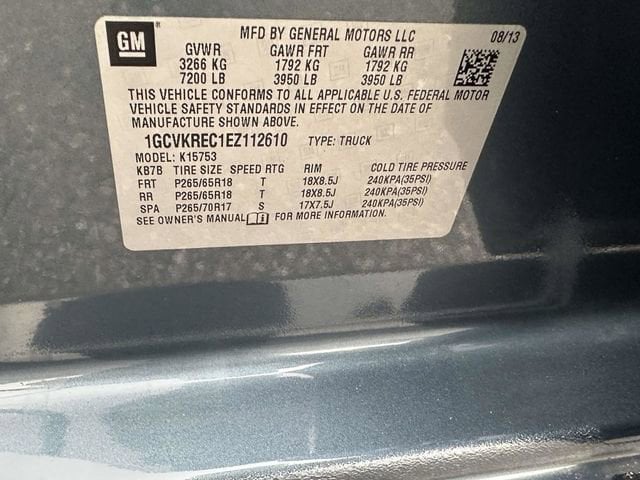 GM
MFD BY GENERAL MOTORS LLC 08/13
GVWR GAWR FRT GAWR RR
3266 KG 1792 KG 1792 KG
7200 LB 3950 LB 3950 LB
THIS VEHICLE CONFORMS TO ALL APPLICABLE U.S. FEDERAL MOTOR
VEHICLE SAFETY STANDARDS IN EFFECT ON THE DATE OF
MANUFACTURE SHOWN ABOVE.
1GCVKREC1EZ112610 TYPE: TRUCK
MODEL: K15753
KB7B TIRE SIZE SPEED RTG RIM COLD TIRE PRESSURE
FRT P265/65R18 T 18X8.5J 240KPA(35PSI)
RR P265/65R18 T 18X8.5J 240KPA(35PSI)
SPA P265/70R17 S 17X7.5J 240KPA(35PSI)
SEE OWNER'S MANUAL FOR MORE INFORMATION.